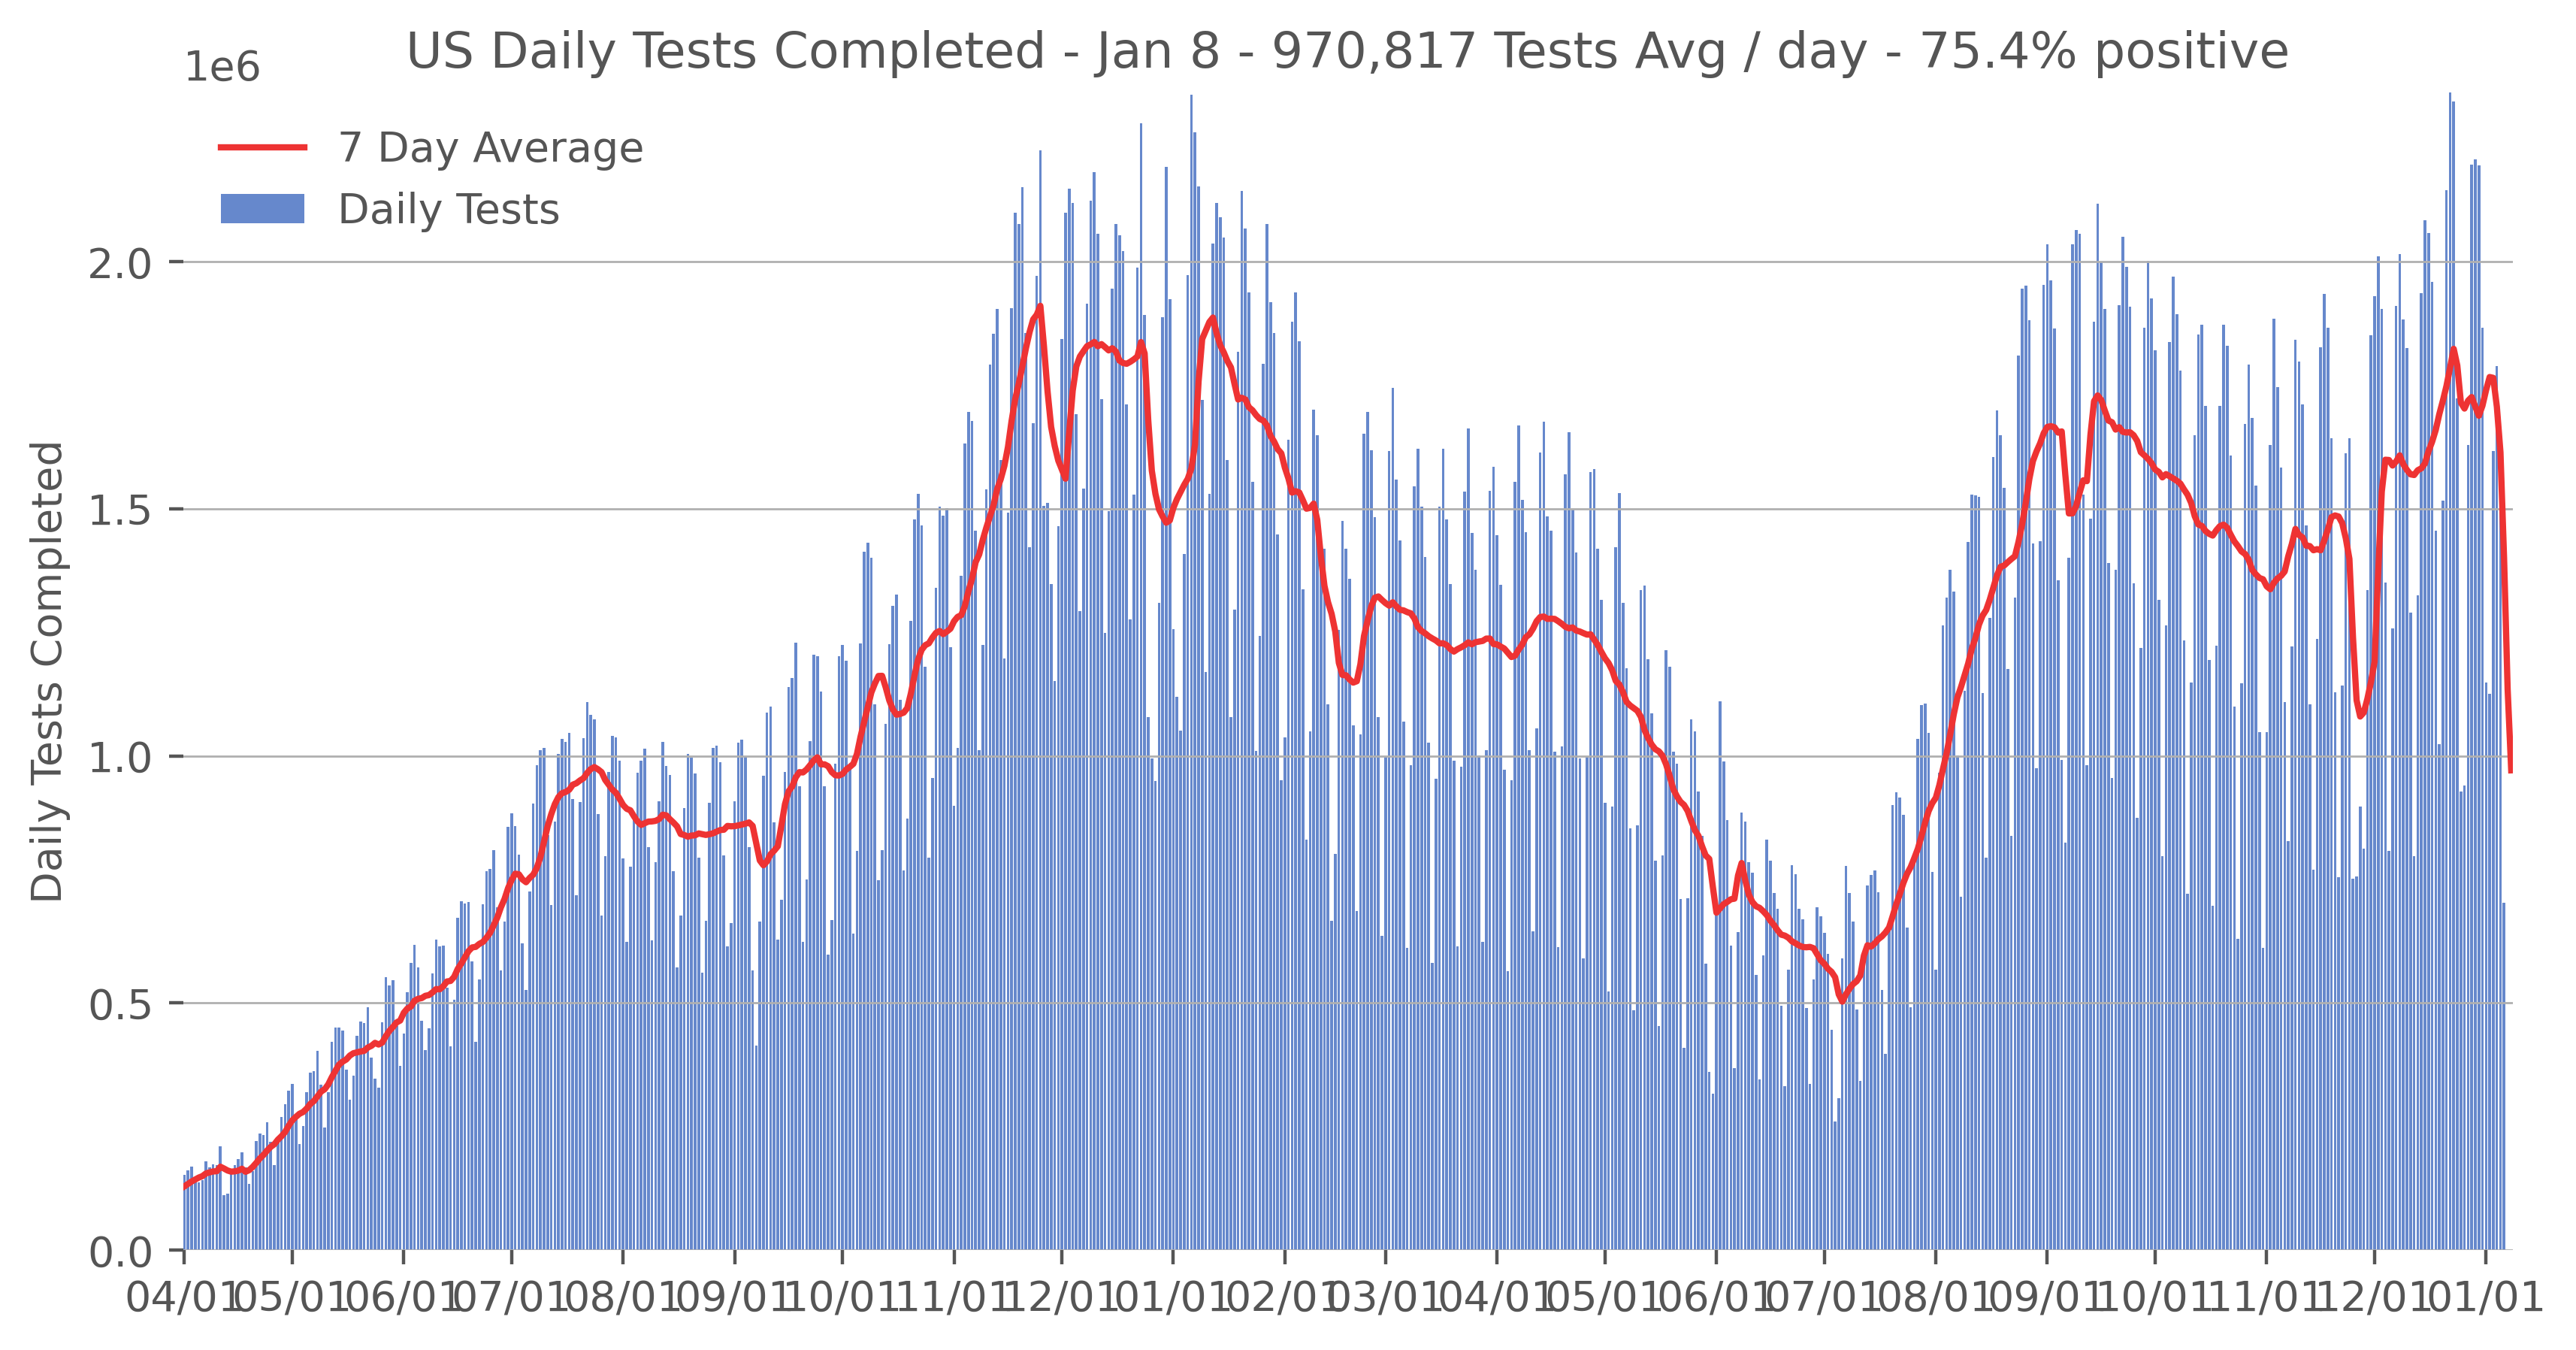 US Daily Tests Completed - Jan 8 - 970,817 Tests Avg / day - 75.4% positive
1e6
7 Day Average
Daily Tests
Daily Tests Completed
2.0
1.5
1.0
0.5
0.0
04/01 05/01 06/01 07/01 08/01 09/01 10/01 11/01 12/01 01/01 02/01 03/01 04/01 05/01 06/01 07/01 08/01 09/01 10/01 11/01 12/01 01/01